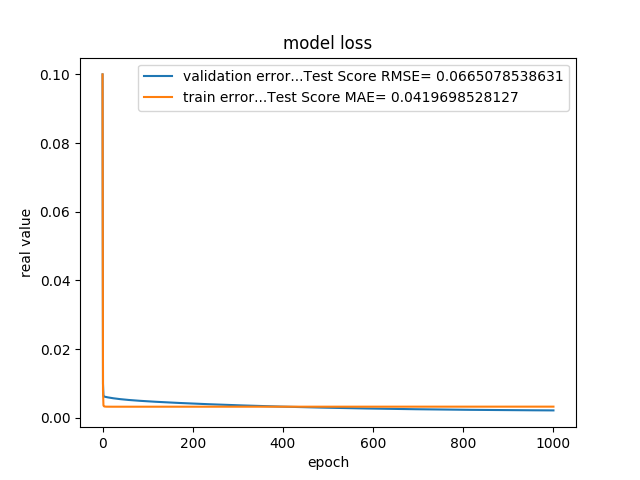 model loss
validation error...Test Score RMSE= 0.0665078538631
train error...Test Score MAE= 0.0419698528127
real value
0.10
0.08
0.06
0.04
0.02
0.00
0 200 400 600 800 1000
epoch